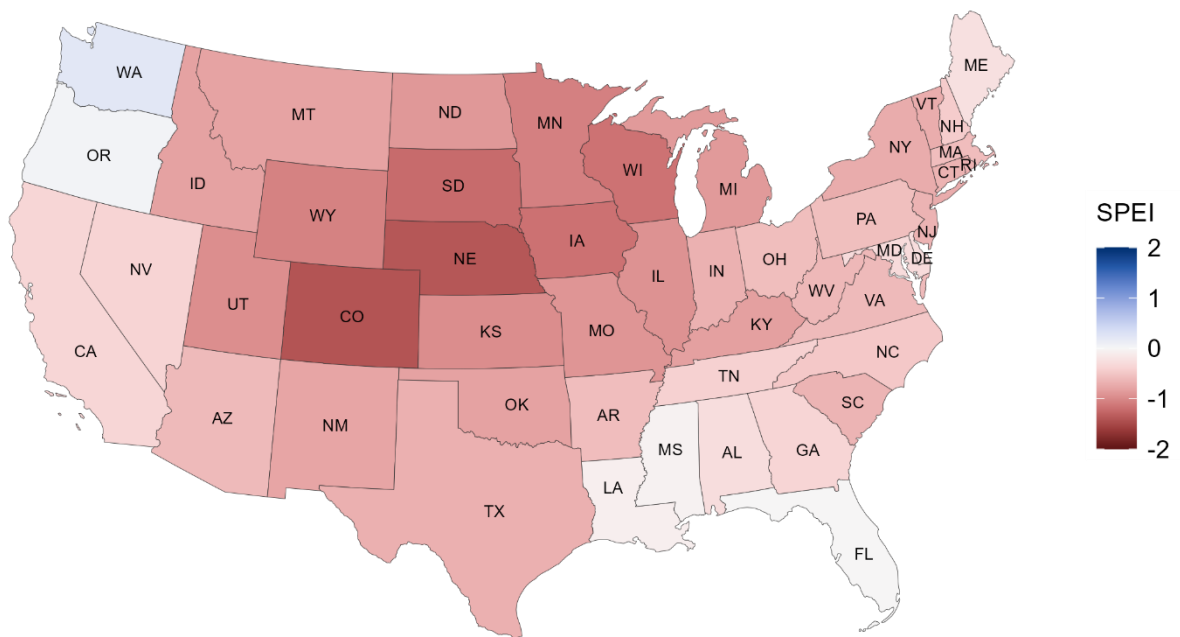 ME
WA
VT
NH
MT
ND
MN
OR
NY
MA
RI
CT
ID
WI
MI
SD
WY
PA
NJ
IA
NE
OH
MD
DE
NV
IL
IN
UT
WV
VA
CO
KS
MO
KY
CA
NC
TN
OK
AR
SC
AZ
NM
MS
AL
GA
LA
TX
FL
SPEI
2
1
0
-1
-2